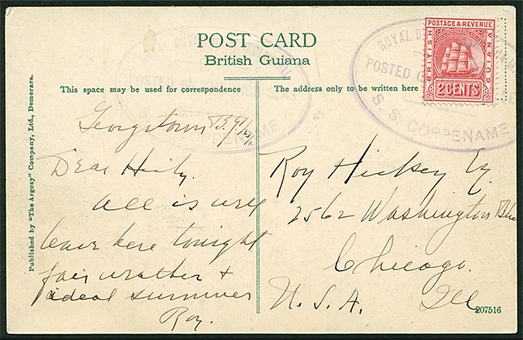 POST CARD
British Guiana
This space may be used for correspondence
The address only to be written here
POSTAGE & REVENUE
BRITISH
GUIANA
2 CENTS
ROYAL D
POSTED
S.S. COPPENAME
ENAME
Georgetown B.G.
Dear Hicky.
All is well
leave here tonight
fair weather &
ideal summer
Roy.
Roy Hickey Esq.
2562 Washington Blvd
Chicago.
U.S.A. Ill
207516
Published by "The Argosy" Company, Ltd., Demerara.